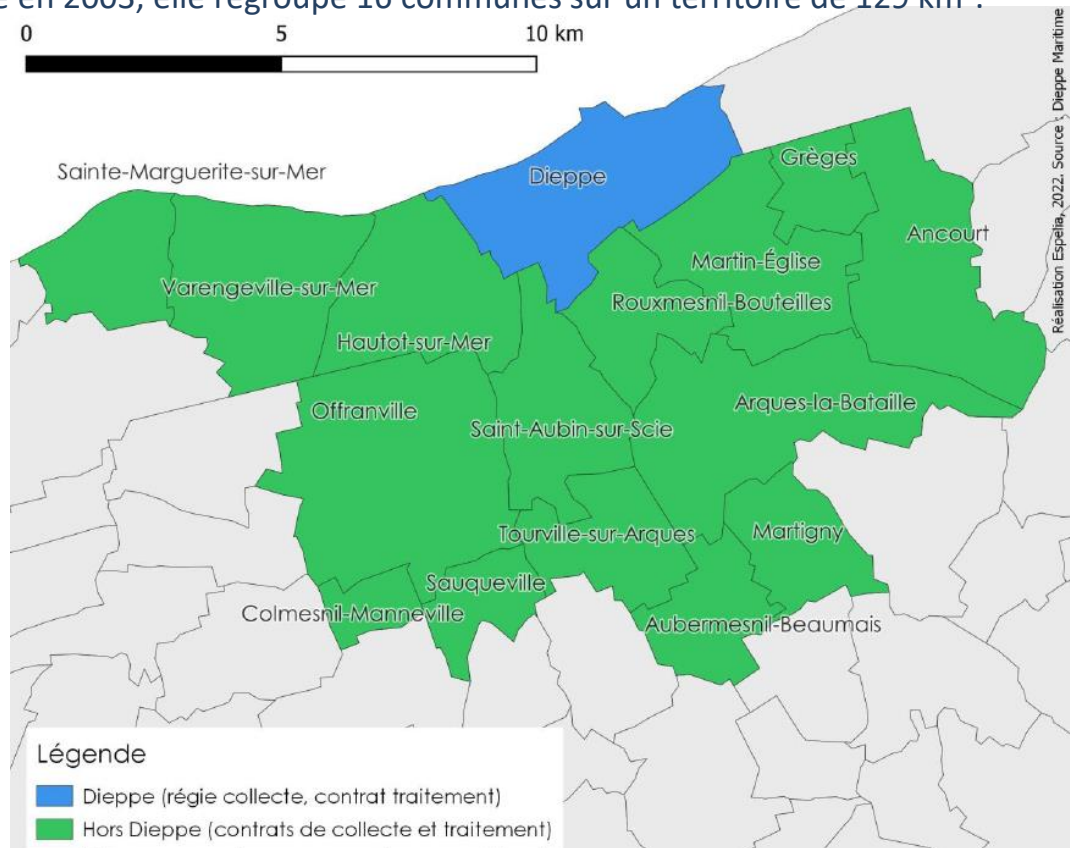 en 2003, elle regroupe 16 communes sur un territoire de 129 km².
0 5 10 km
Réalisation Espelia, 2022. Source : Dieppe Maritime
Sainte-Marguerite-sur-Mer
Dieppe
Grèges
Ancourt
Varengeville-sur-Mer
Martin-Église
Rouxmesnil-Bouteilles
Hautot-sur-Mer
Offranville
Arques-la-Bataille
Saint-Aubin-sur-Scie
Tourville-sur-Arques
Martigny
Sauqueville
Colmesnil-Manneville
Aubermesnil-Beaumais
Légende
Dieppe (régie collecte, contrat traitement)
Hors Dieppe (contrats de collecte et traitement)